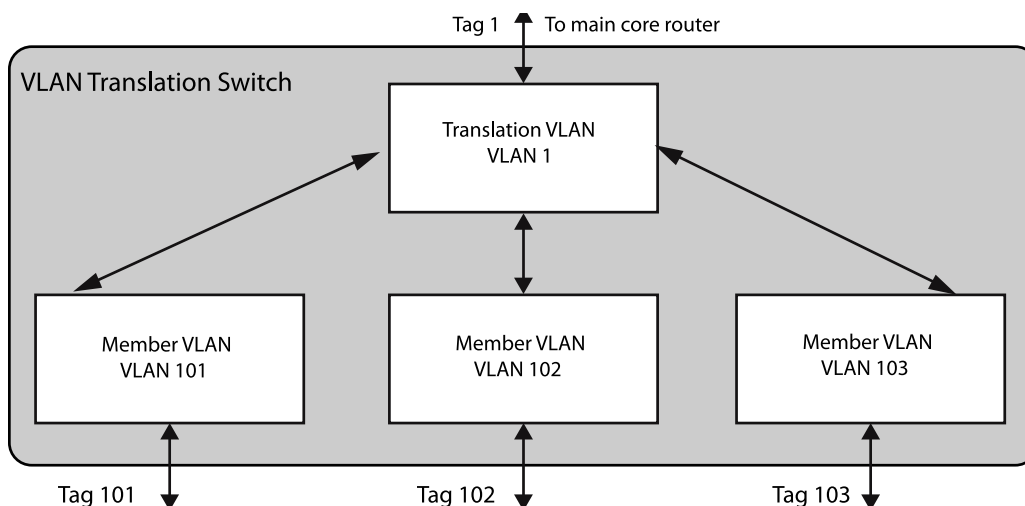 Tag 1
To main core router
VLAN Translation Switch
Translation VLAN
VLAN 1
Member VLAN
VLAN 101
Member VLAN
VLAN 102
Member VLAN
VLAN 103
Tag 101
Tag 102
Tag 103